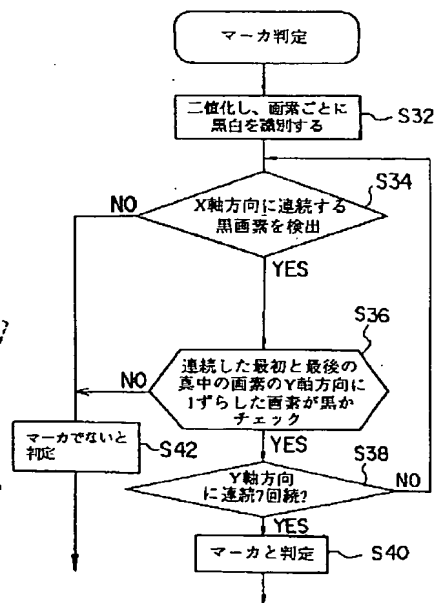 マーカ判定
二値化し、画素ごとに
黒白を識別する
S32
S34
X軸方向に連続する
黒画素を検出
NO
YES
S36
連続した最初と最後の
真中の画素のY軸方向に
1ずらした画素が黒か
チェック
NO
YES
マーカでないと
判定
S42
S38
Y軸方向
に連続7回続?
NO
YES
マーカと判定
S40